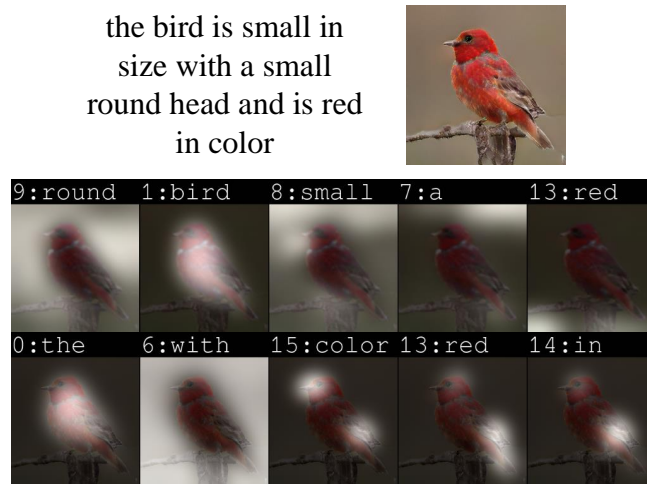 the bird is small in
size with a small
round head and is red
in color
9:round 1:bird 8:small 7:a 13:red
0:the 6:with 15:color 13:red 14:in